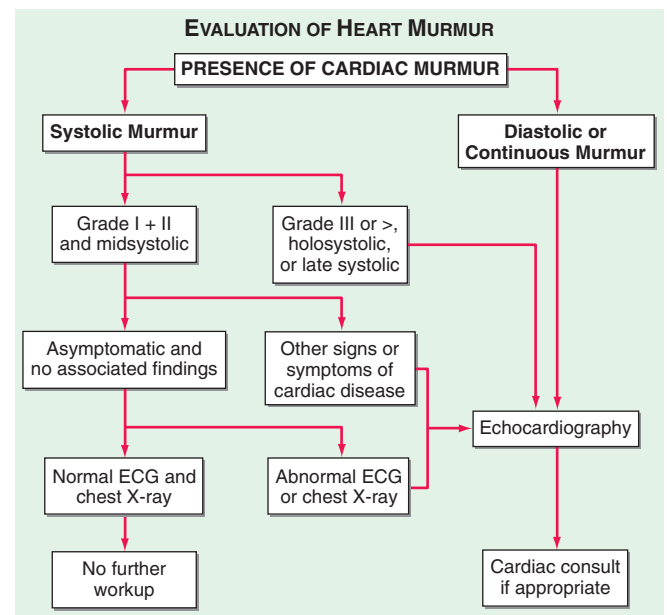 EVALUATION OF HEART MURMUR
PRESENCE OF CARDIAC MURMUR
Systolic Murmur
Diastolic or
Continuous Murmur
Grade I + II
and midsystolic
Grade III or >,
holosystolic,
or late systolic
Asymptomatic and
no associated findings
Other signs or
symptoms of
cardiac disease
Echocardiography
Normal ECG and
chest X-ray
Abnormal ECG
or chest X-ray
No further
workup
Cardiac consult
if appropriate